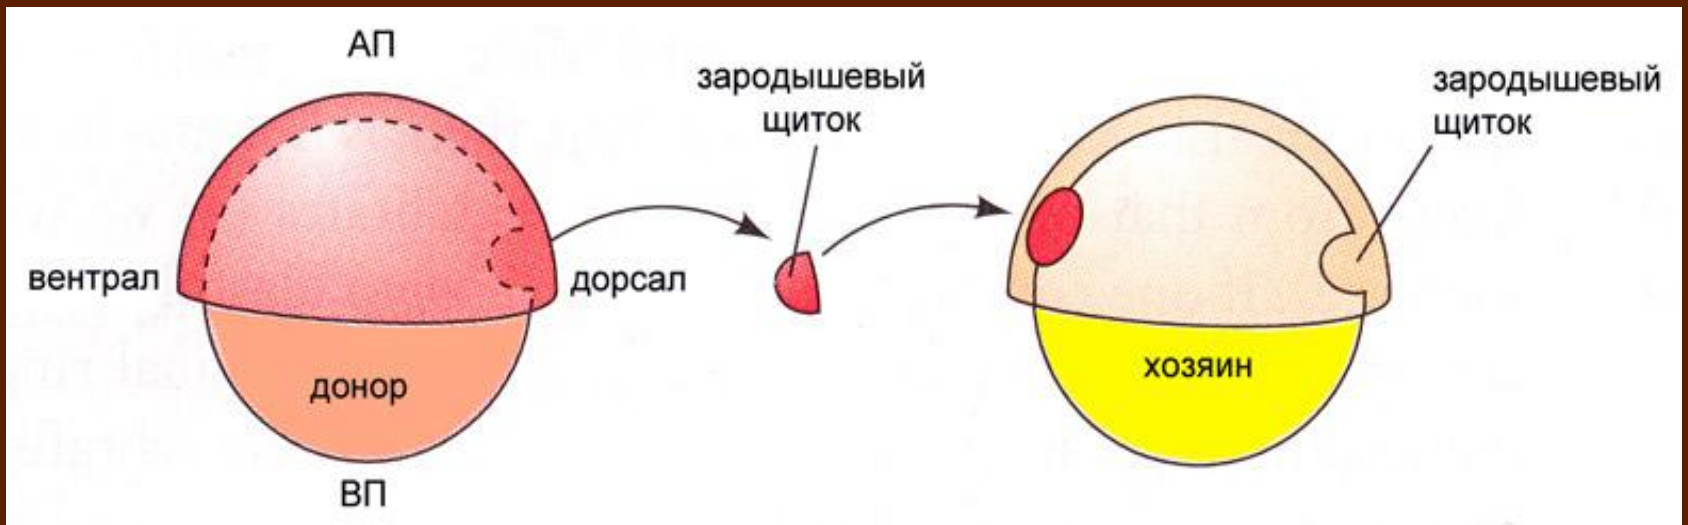 АП
зародышевый
щиток
зародышевый
щиток
вентрал
дорсал
донор
хозяин
ВП